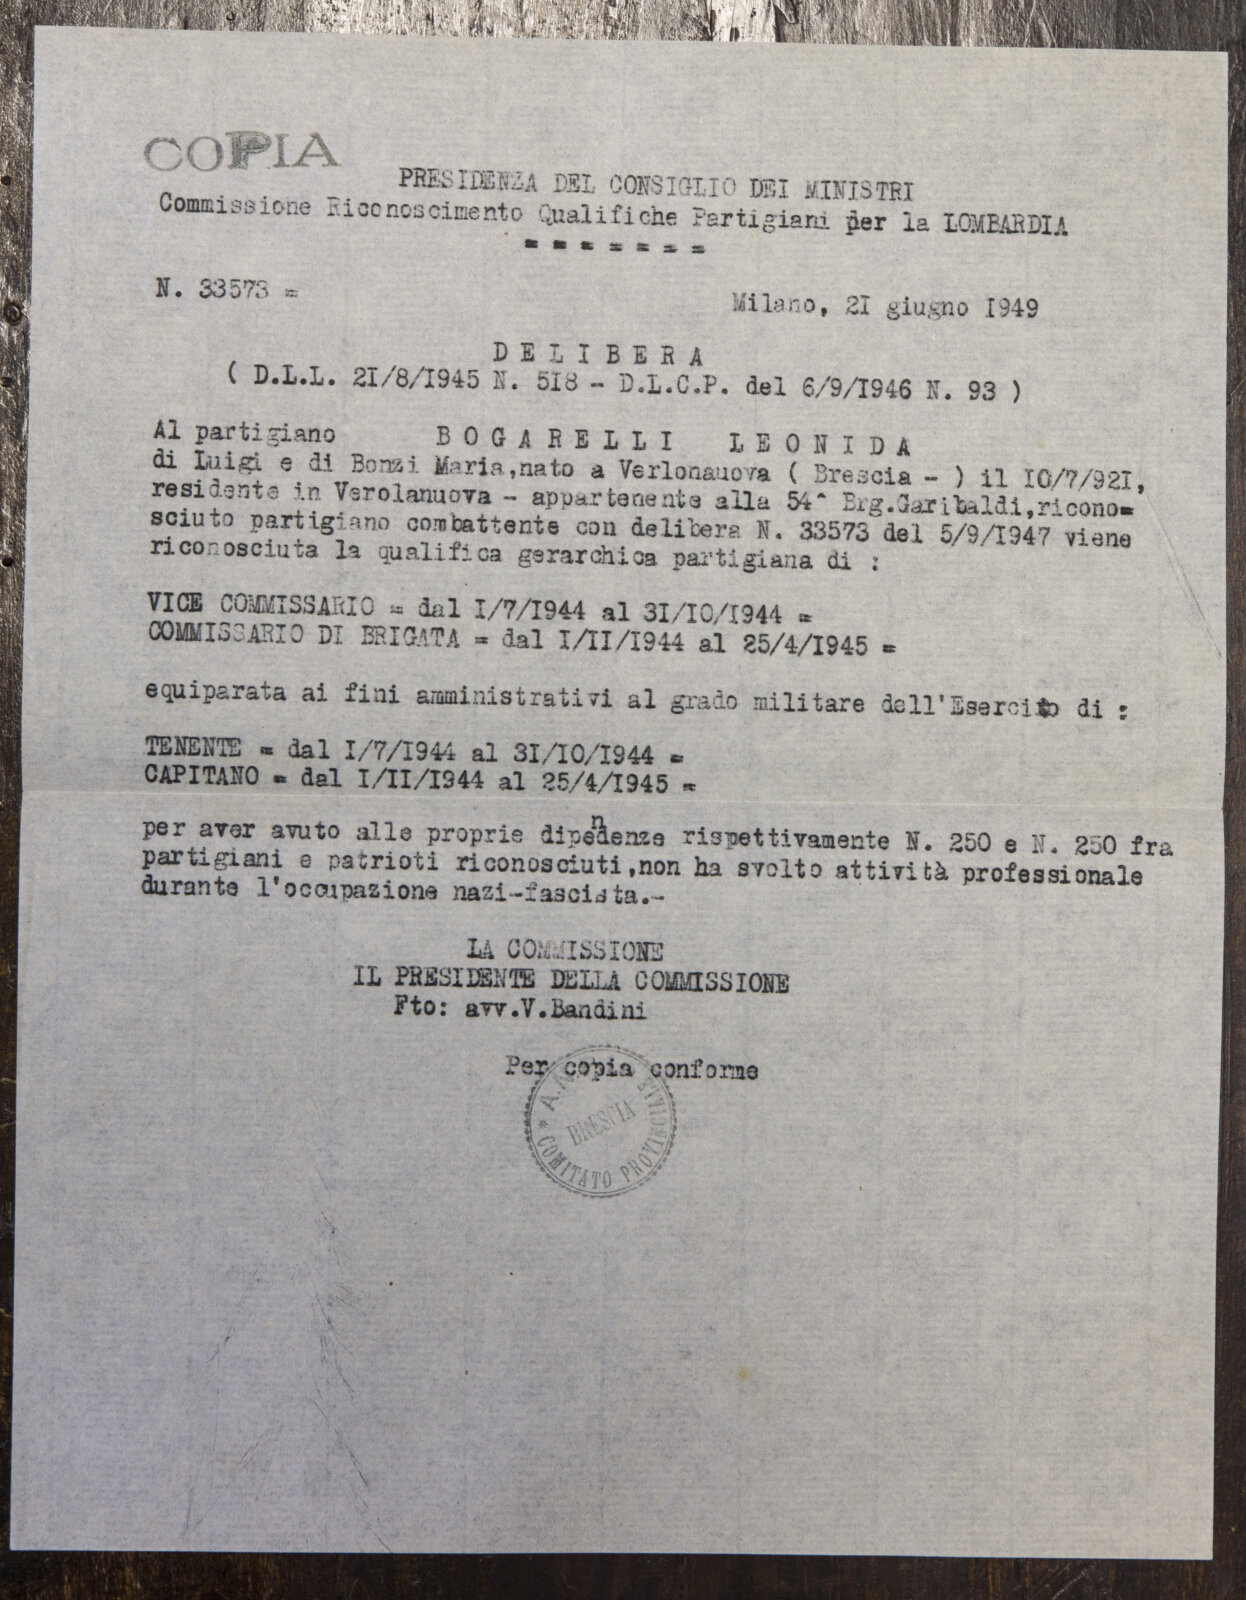 COPIA
PRESIDENZA DEL CONSIGLIO DEI MINISTRI
Commissione Riconoscimento Qualifiche Partigiani per la LOMBARDIA
= = = = = = =
N. 33573 =
Milano, 2I giugno I949
D E L I B E R A
( D.L.L. 2I/8/I945 N. 5I8 - D.L.C.P. del 6/9/I946 N. 93 )
Al partigiano B O G A R E L L I L E O N I D A
di Luigi e di Bonzi Maria,nato a Verlonauova ( Brescia - ) il I0/7/92I,
residente in Verolanuova - appartenente alla 54^ Brg.Garibaldi,ricono=
sciuto partigiano combattente con delibera N. 33573 del 5/9/I947 viene
riconosciuta la qualifica gerarchica partigiana di :
VICE COMMISSARIO = dal I/7/I944 al 3I/I0/I944 =
COMMISSARIO DI BRIGATA = dal I/II/I944 al 25/4/I945 =
equiparata ai fini amministrativi al grado militare dell'Esercito di :
TENENTE = dal I/7/I944 al 3I/I0/I944 =
CAPITANO = dal I/II/I944 al 25/4/I945 =
per aver avuto alle proprie dipendenze rispettivamente N. 250 e N. 250 fra
partigiani e patrioti riconosciuti,non ha svolto attività professionale
durante l'occupazione nazi-fascista.-
LA COMMISSIONE
IL PRESIDENTE DELLA COMMISSIONE
Fto: avv.V.Bandini
Per copia conforme
BRESCIA
COMITATO PROVINCIALE